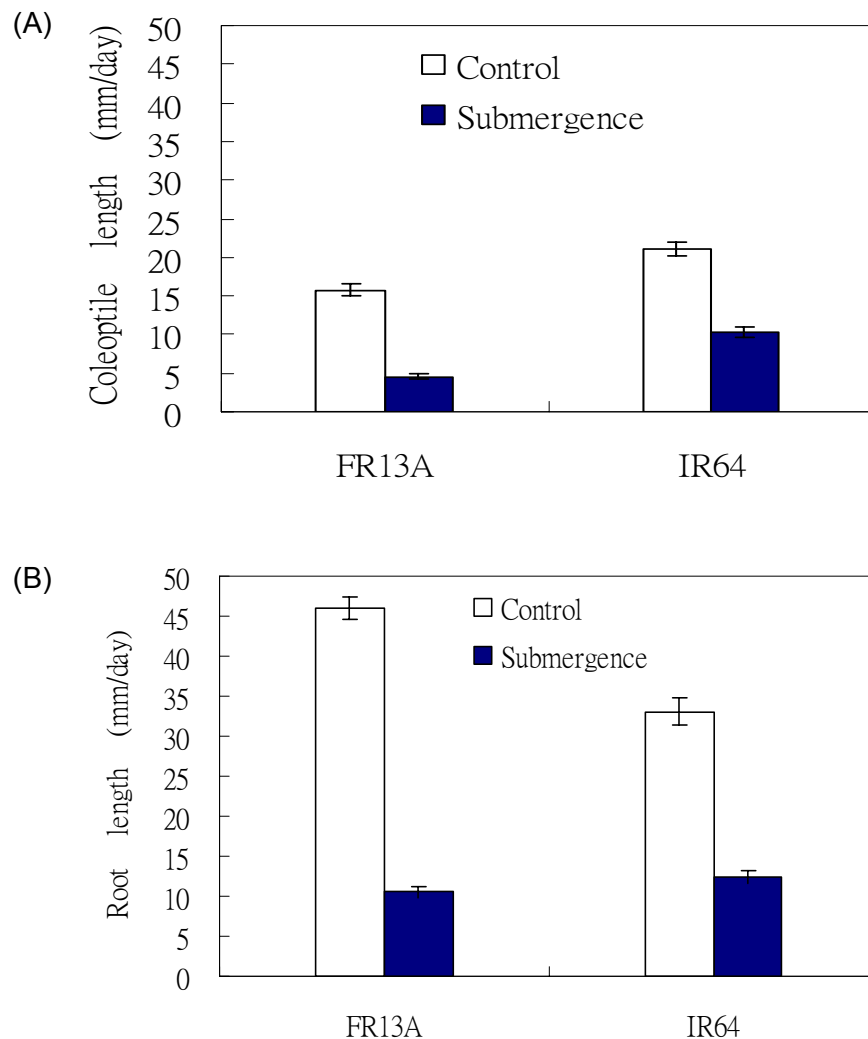 (A)
Coleoptile length (mm/day)
50
45
40
35
30
25
20
15
10
5
0
Control
Submergence
FR13A IR64
(B)
Root length (mm/day)
50
45
40
35
30
25
20
15
10
5
0
Control
Submergence
FR13A IR64